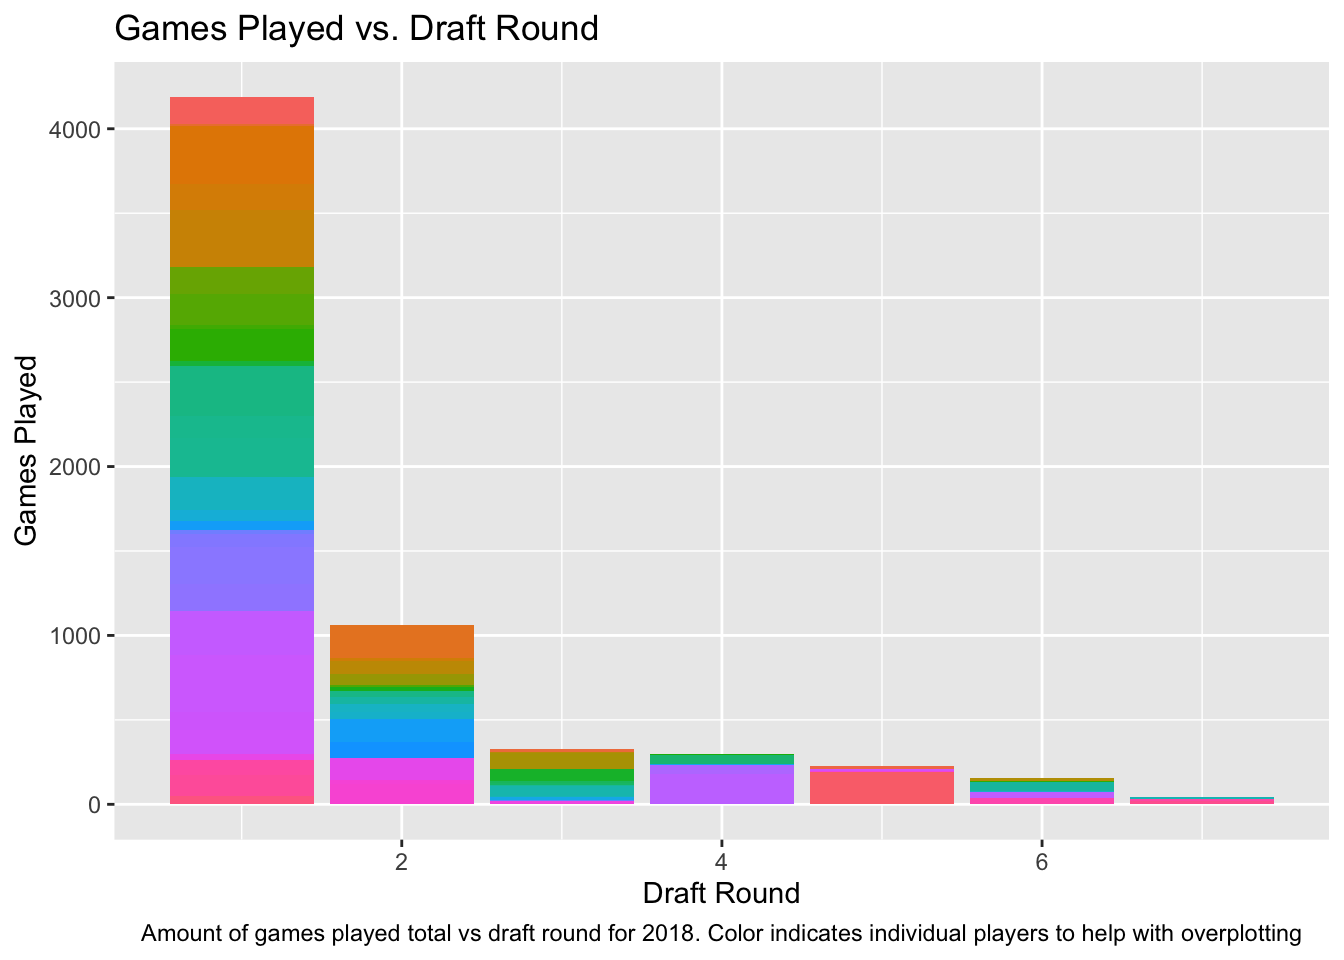 Games Played vs. Draft Round
4000
3000
2000
1000
0
Games Played
2
4
6
Draft Round
Amount of games played total vs draft round for 2018. Color indicates individual players to help with overplotting